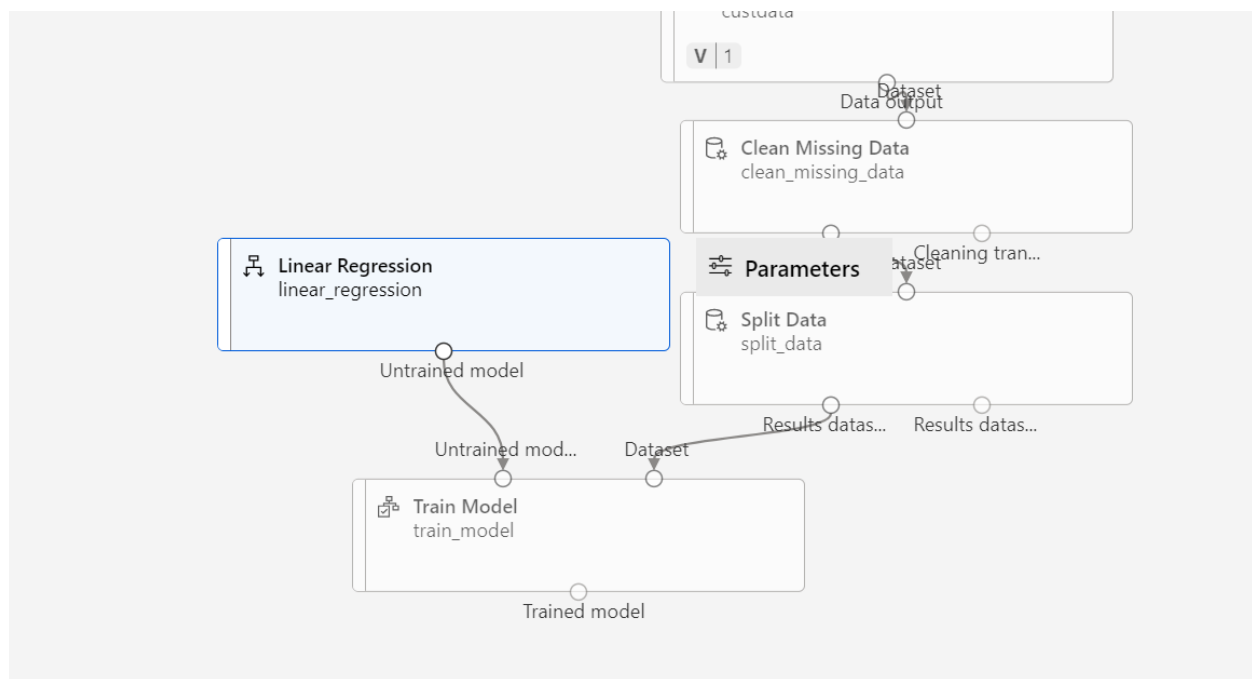 custdata
V 1
Dataset
Data output
Clean Missing Data
clean_missing_data
Cleaning tran...
Linear Regression
linear_regression
Parameters
Untrained model
Split Data
split_data
Results datas... Results datas...
Untrained mod... Dataset
Train Model
train_model
Trained model